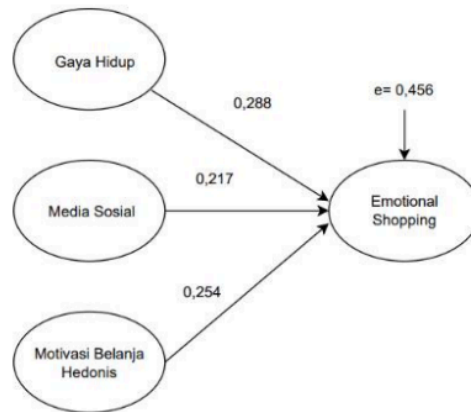 Gaya Hidup
0,288
e= 0,456
0,217
Media Sosial
Emotional
Shopping
0,254
Motivasi Belanja
Hedonis